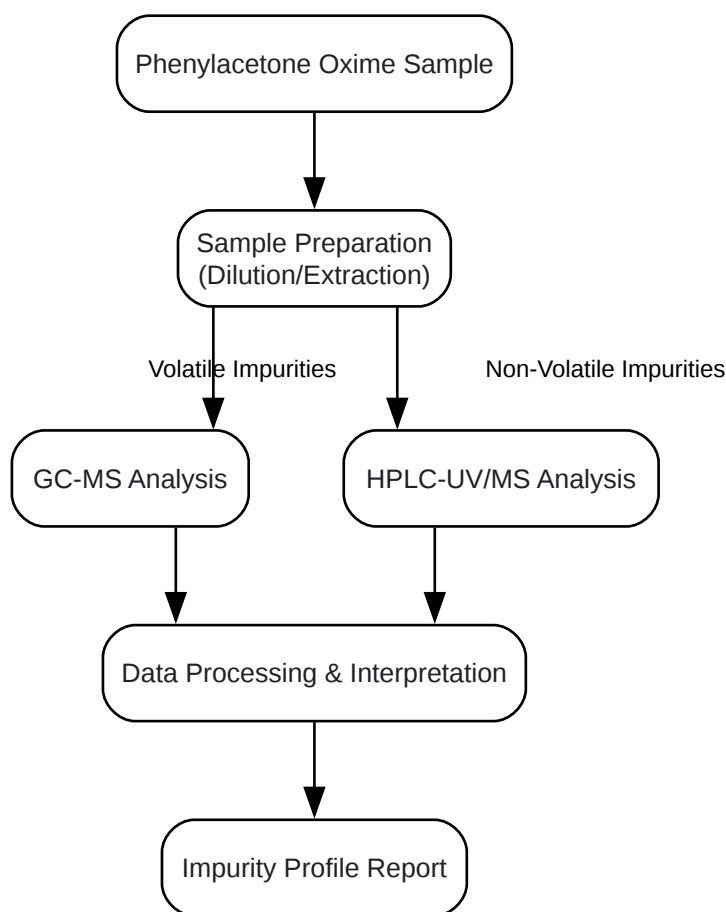 Phenylacetone Oxime Sample
Sample Preparation
(Dilution/Extraction)
Volatile Impurities
Non-Volatile Impurities
GC-MS Analysis
HPLC-UV/MS Analysis
Data Processing & Interpretation
Impurity Profile Report